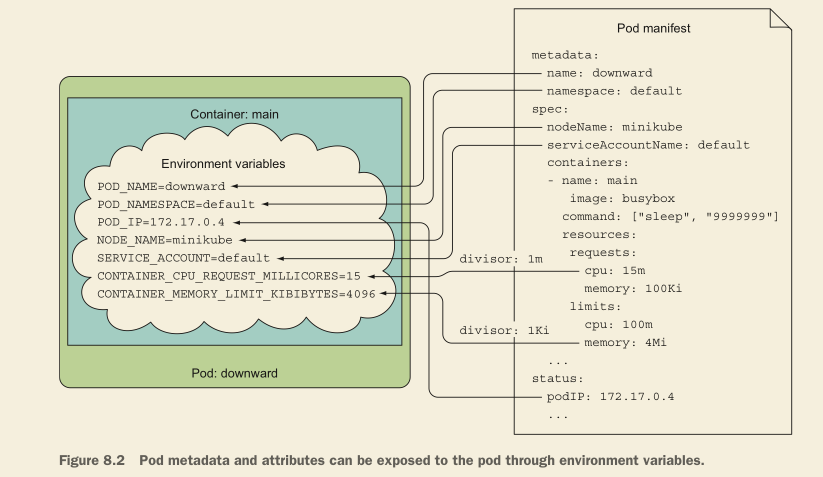 Pod manifest
metadata:
name: downward
namespace: default
spec:
nodeName: minikube
serviceAccountName: default
containers:
- name: main
image: busybox
command: ["sleep", "9999999"]
resources:
requests:
cpu: 15m
memory: 100Ki
limits:
cpu: 100m
memory: 4Mi
...
status:
podIP: 172.17.0.4
...
Container: main
Environment variables
POD_NAME=downward
POD_NAMESPACE=default
POD_IP=172.17.0.4
NODE_NAME=minikube
SERVICE_ACCOUNT=default
CONTAINER_CPU_REQUEST_MILLICORES=15
CONTAINER_MEMORY_LIMIT_KIBIBYTES=4096
divisor: 1m
divisor: 1Ki
Pod: downward
Figure 8.2 Pod metadata and attributes can be exposed to the pod through environment variables.